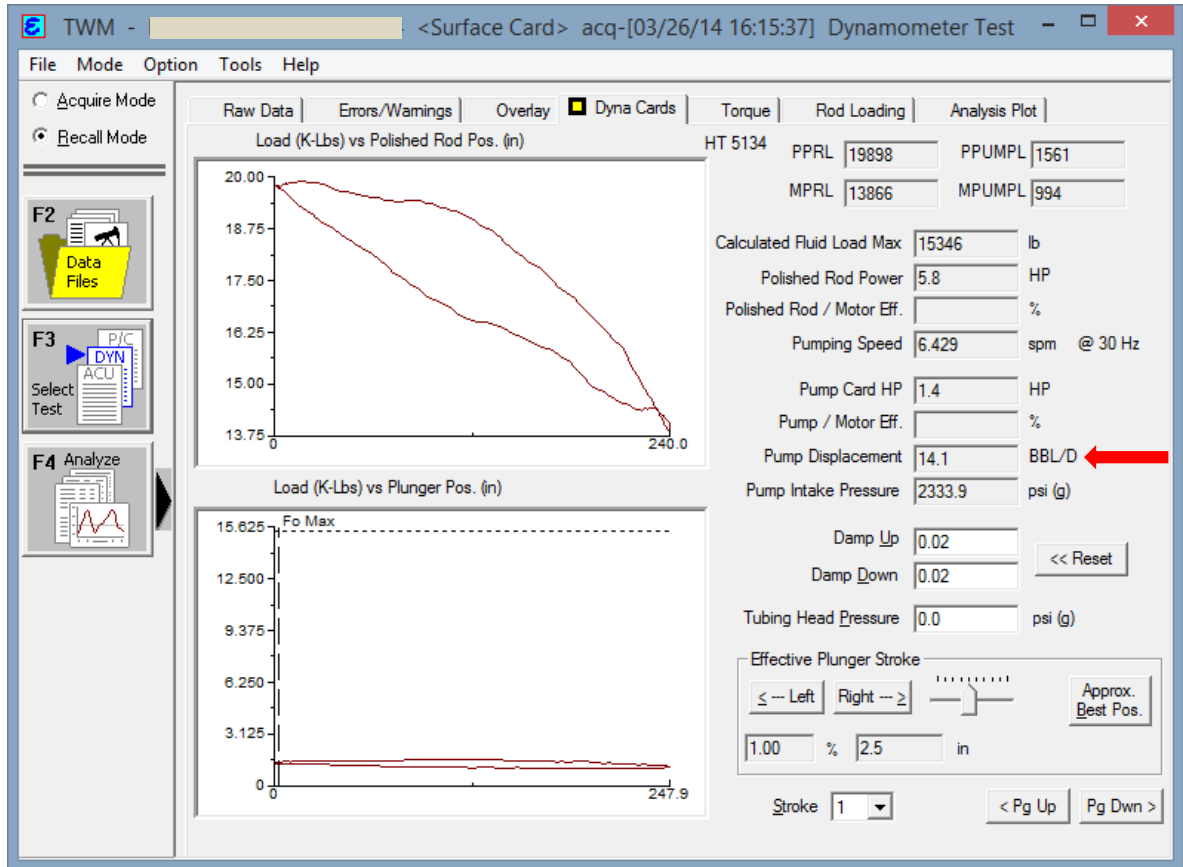 TWM - <Surface Card> acq-[03/26/14 16:15:37] Dynamometer Test
File Mode Option Tools Help
Acquire Mode
Recall Mode
F2
Data
Files
F3
P/C
DYN
ACU
Select
Test
F4 Analyze
Raw Data Errors/Warnings Overlay Dyna Cards Torque Rod Loading Analysis Plot
Load (K-Lbs) vs Polished Rod Pos. (in)
20.00
18.75
17.50
16.25
15.00
13.75
0 240.0
Load (K-Lbs) vs Plunger Pos. (in)
Fo Max
15.625
12.500
9.375
6.250
3.125
0
0 247.9
HT 5134
PPRL 19898 PPUMPL 1561
MPRL 13866 MPUMPL 994
Calculated Fluid Load Max 15346 lb
Polished Rod Power 5.8 HP
Polished Rod / Motor Eff. %
Pumping Speed 6.429 spm @ 30 Hz
Pump Card HP 1.4 HP
Pump / Motor Eff. %
Pump Displacement 14.1 BBL/D
Pump Intake Pressure 2333.9 psi (g)
Damp Up 0.02
Damp Down 0.02
<< Reset
Tubing Head Pressure 0.0 psi (g)
Effective Plunger Stroke
< --- Left Right --- >
Approx.
Best Pos.
1.00 % 2.5 in
Stroke 1
< Pg Up Pg Dwn >